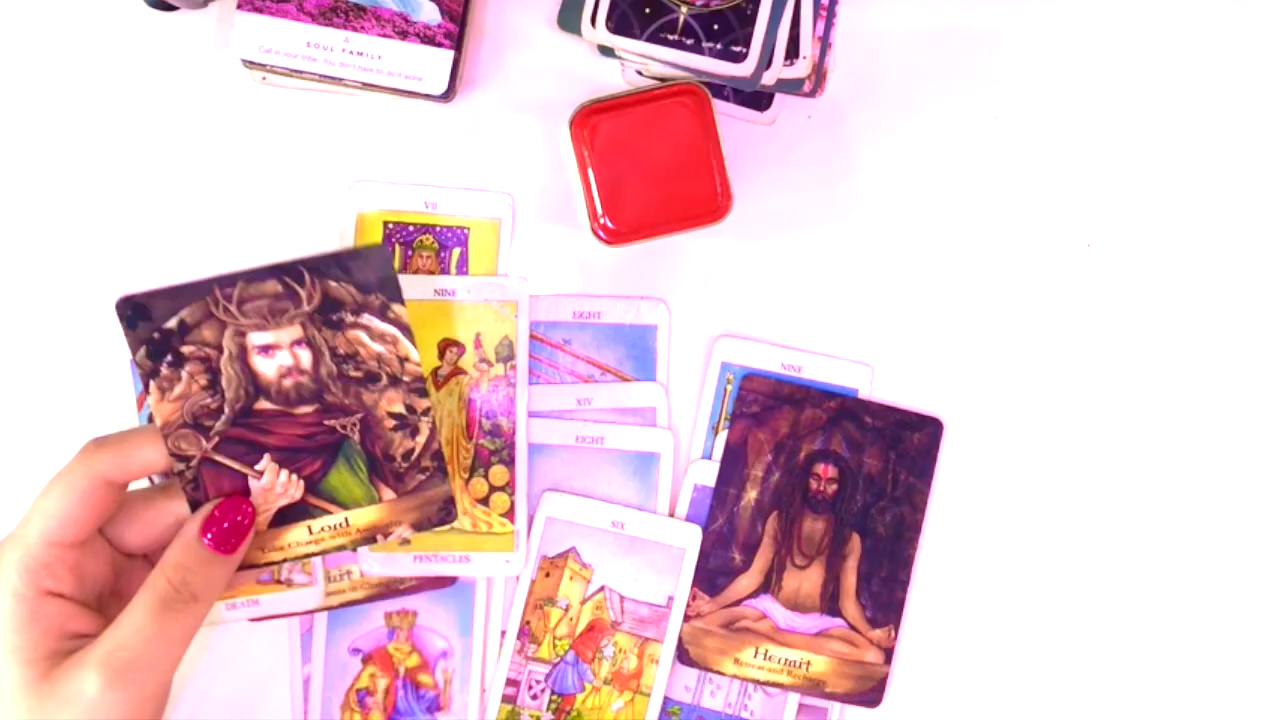 SOUL FAMILY
Call in your tribe. You don't have to do it alone.
VII
NINE
EIGHT
XIV
EIGHT
NINE
SIX
Lord
Take Charge with
PENTACLES
DEATH
Hermit
Retreat and Recharge